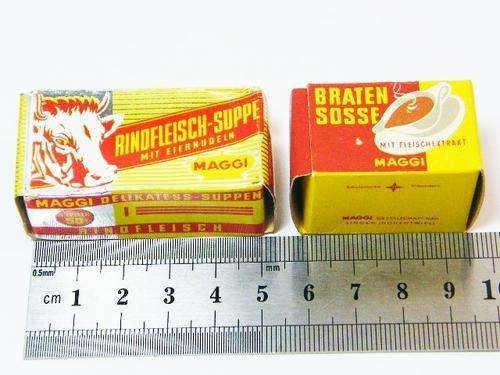 RINDFLEISCH-SUPPE
MIT EIERNUDELN
MAGGI
MAGGI DELIKATESS-SUPPEN
RINDFLEISCH
BRATEN
SOSSE
MIT FLEISCHEXTRAKT
MAGGI
MAGGI
0.5mm
mm
cm 1 2 3 4 5 6 7 8 9 10